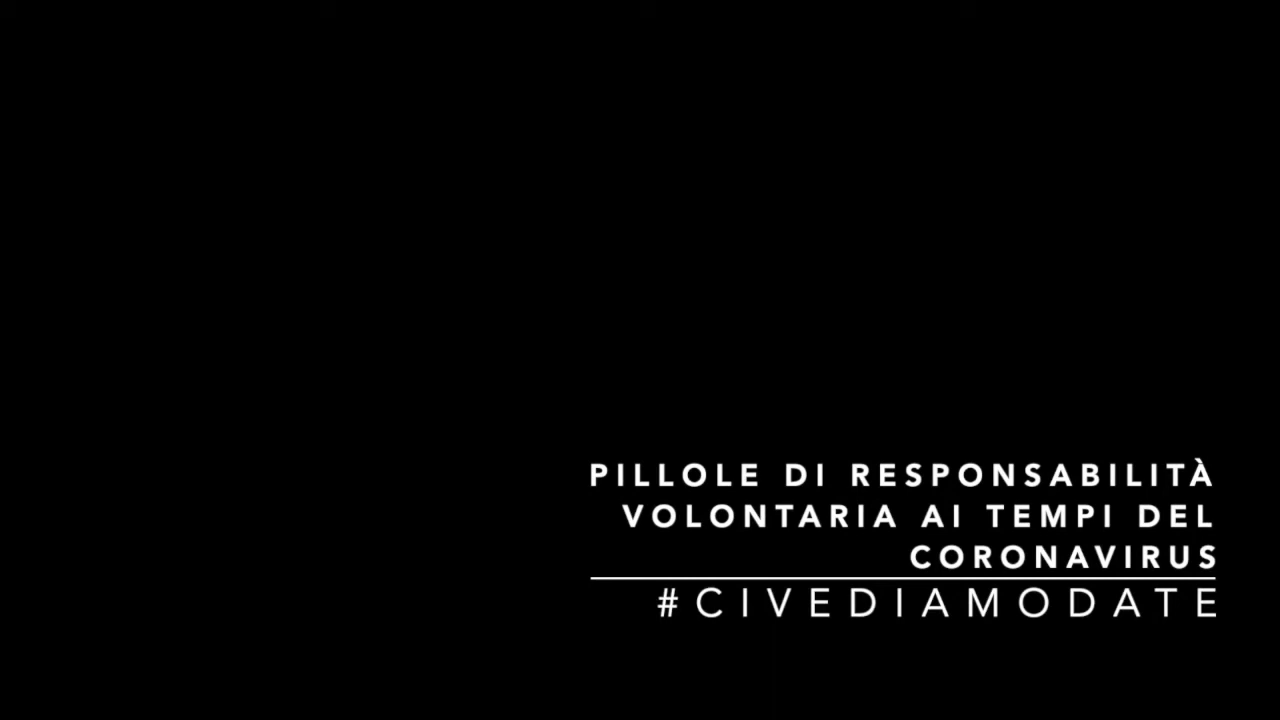 PILLOLE DI RESPONSABILITÀ
VOLONTARIA AI TEMPI DEL
CORONAVIRUS
#CIVEDIAMODATE